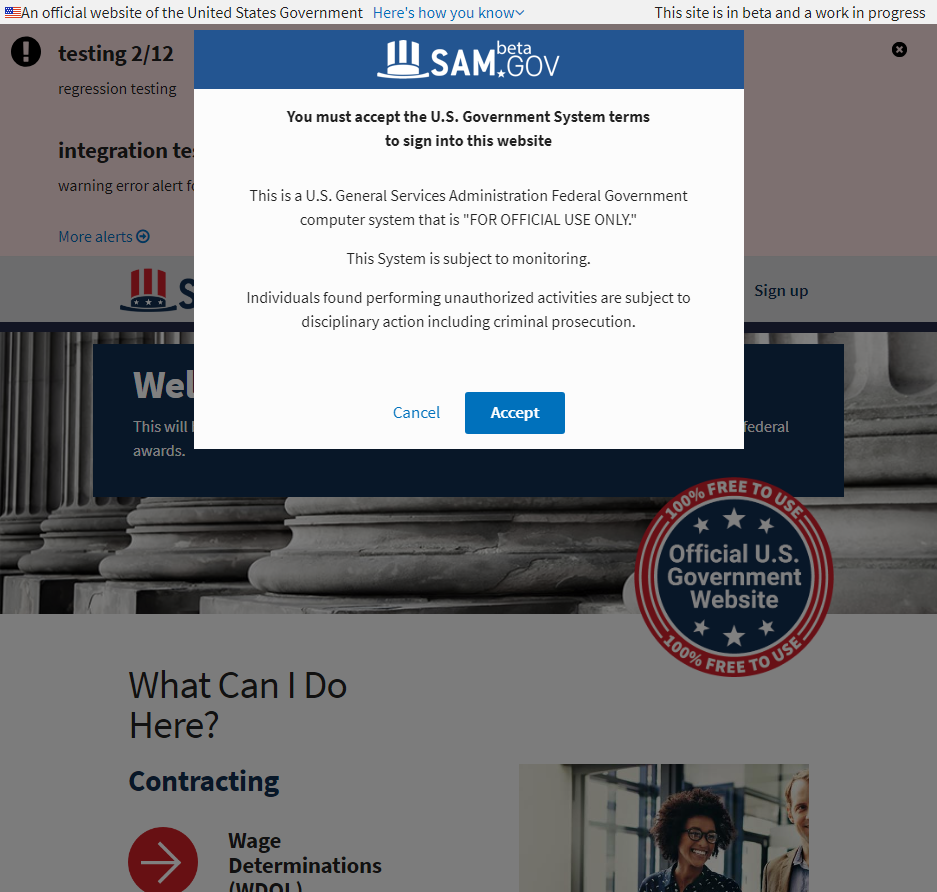 An official website of the United States Government Here's how you know This site is in beta and a work in progress
testing 2/12
regression testing
integration
warning error alert
More alerts
SAM.GOV beta
You must accept the U.S. Government System terms
to sign into this website
This is a U.S. General Services Administration Federal Government
computer system that is "FOR OFFICIAL USE ONLY."
This System is subject to monitoring.
Individuals found performing unauthorized activities are subject to
disciplinary action including criminal prosecution.
Cancel Accept
S
Sign up
Wel
This will federal
awards.
100% FREE TO USE
Official U.S.
Government
Website
100% FREE TO USE
What Can I Do
Here?
Contracting
Wage
Determinations
(WDOL)